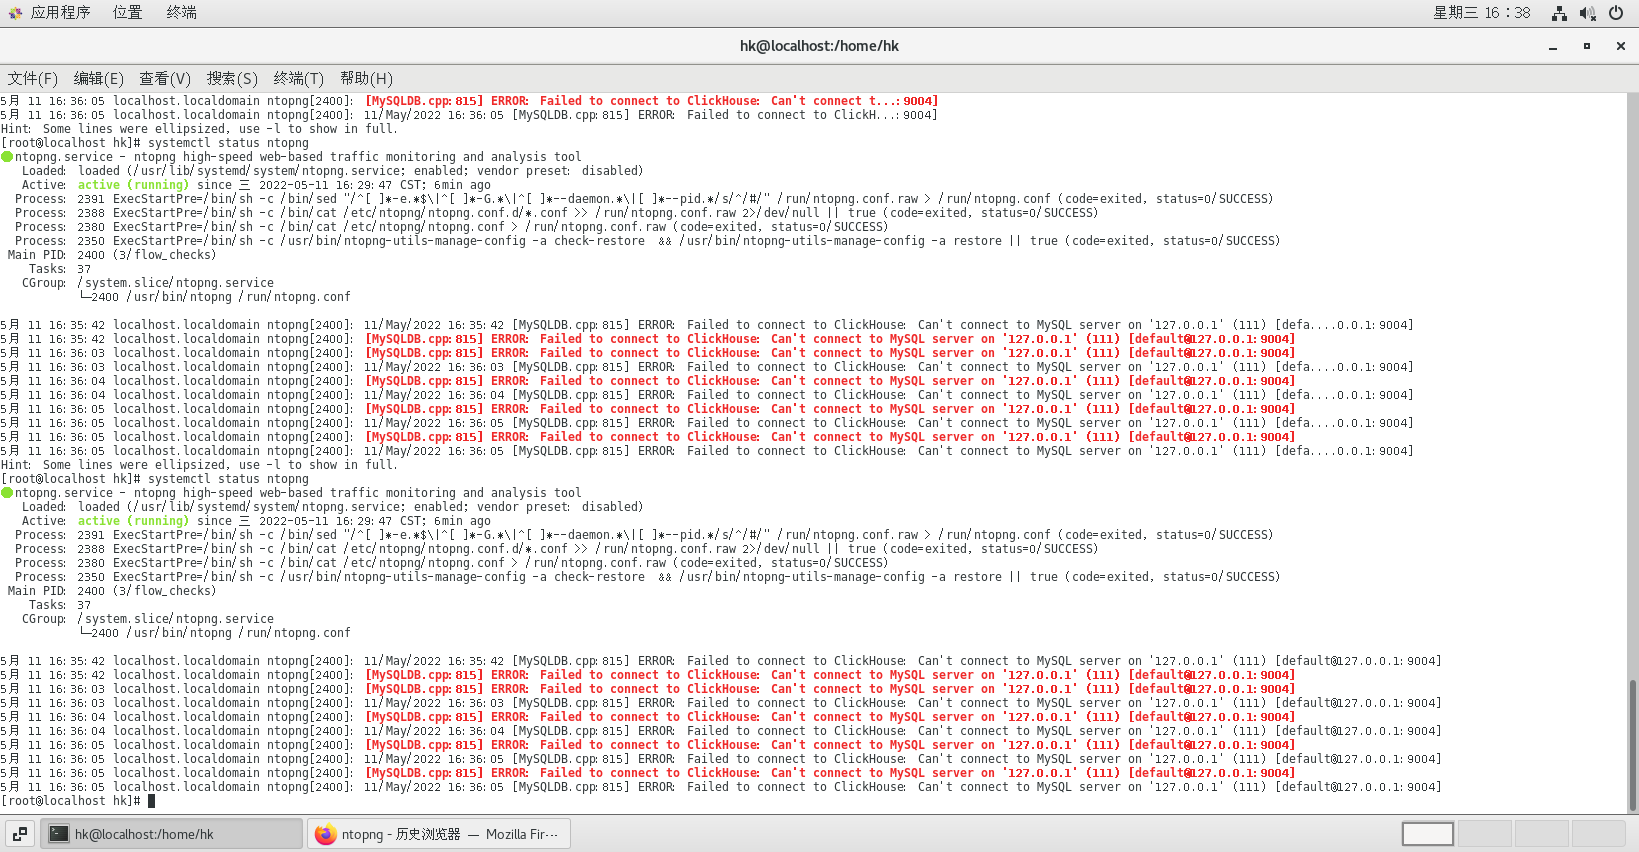 应用程序 位置 终端 星期三 16：38
hk@localhost:/home/hk
文件(F) 编辑(E) 查看(V) 搜索(S) 终端(T) 帮助(H)
5月 11 16:36:05 localhost.localdomain ntopng[2400]: [MySQLDB.cpp:815] ERROR: Failed to connect to ClickHouse: Can't connect t...:9004]
5月 11 16:36:05 localhost.localdomain ntopng[2400]: 11/May/2022 16:36:05 [MySQLDB.cpp:815] ERROR: Failed to connect to ClickH...:9004]
Hint: Some lines were ellipsized, use -l to show in full.
[root@localhost hk]# systemctl status ntopng
●ntopng.service - ntopng high-speed web-based traffic monitoring and analysis tool
Loaded: loaded (/usr/lib/systemd/system/ntopng.service; enabled; vendor preset: disabled)
Active: active (running) since 三 2022-05-11 16:29:47 CST; 6min ago
Process: 2391 ExecStartPre=/bin/sh -c /bin/sed "/^[ ]*-e.*$\|^[ ]*-G.*\|^[ ]*--daemon.*\|[ ]*--pid.*/s/^/#/" /run/ntopng.conf.raw > /run/ntopng.conf (code=exited, status=0/SUCCESS)
Process: 2388 ExecStartPre=/bin/sh -c /bin/cat /etc/ntopng/ntopng.conf.d/*.conf >> /run/ntopng.conf.raw 2>/dev/null || true (code=exited, status=0/SUCCESS)
Process: 2380 ExecStartPre=/bin/sh -c /bin/cat /etc/ntopng/ntopng.conf > /run/ntopng.conf.raw (code=exited, status=0/SUCCESS)
Process: 2350 ExecStartPre=/bin/sh -c /usr/bin/ntopng-utils-manage-config -a check-restore  && /usr/bin/ntopng-utils-manage-config -a restore || true (code=exited, status=0/SUCCESS)
Main PID: 2400 (3/flow_checks)
Tasks: 37
CGroup: /system.slice/ntopng.service
└─2400 /usr/bin/ntopng /run/ntopng.conf
5月 11 16:35:42 localhost.localdomain ntopng[2400]: 11/May/2022 16:35:42 [MySQLDB.cpp:815] ERROR: Failed to connect to ClickHouse: Can't connect to MySQL server on '127.0.0.1' (111) [defa....0.0.1:9004]
5月 11 16:35:42 localhost.localdomain ntopng[2400]: [MySQLDB.cpp:815] ERROR: Failed to connect to ClickHouse: Can't connect to MySQL server on '127.0.0.1' (111) [default@127.0.0.1:9004]
5月 11 16:36:03 localhost.localdomain ntopng[2400]: [MySQLDB.cpp:815] ERROR: Failed to connect to ClickHouse: Can't connect to MySQL server on '127.0.0.1' (111) [default@127.0.0.1:9004]
5月 11 16:36:03 localhost.localdomain ntopng[2400]: 11/May/2022 16:36:03 [MySQLDB.cpp:815] ERROR: Failed to connect to ClickHouse: Can't connect to MySQL server on '127.0.0.1' (111) [defa....0.0.1:9004]
5月 11 16:36:04 localhost.localdomain ntopng[2400]: [MySQLDB.cpp:815] ERROR: Failed to connect to ClickHouse: Can't connect to MySQL server on '127.0.0.1' (111) [default@127.0.0.1:9004]
5月 11 16:36:04 localhost.localdomain ntopng[2400]: 11/May/2022 16:36:04 [MySQLDB.cpp:815] ERROR: Failed to connect to ClickHouse: Can't connect to MySQL server on '127.0.0.1' (111) [defa....0.0.1:9004]
5月 11 16:36:05 localhost.localdomain ntopng[2400]: [MySQLDB.cpp:815] ERROR: Failed to connect to ClickHouse: Can't connect to MySQL server on '127.0.0.1' (111) [default@127.0.0.1:9004]
5月 11 16:36:05 localhost.localdomain ntopng[2400]: 11/May/2022 16:36:05 [MySQLDB.cpp:815] ERROR: Failed to connect to ClickHouse: Can't connect to MySQL server on '127.0.0.1' (111) [defa....0.0.1:9004]
5月 11 16:36:05 localhost.localdomain ntopng[2400]: [MySQLDB.cpp:815] ERROR: Failed to connect to ClickHouse: Can't connect to MySQL server on '127.0.0.1' (111) [default@127.0.0.1:9004]
5月 11 16:36:05 localhost.localdomain ntopng[2400]: 11/May/2022 16:36:05 [MySQLDB.cpp:815] ERROR: Failed to connect to ClickHouse: Can't connect to MySQL server on '127.0.0.1' (111) [defa....0.0.1:9004]
Hint: Some lines were ellipsized, use -l to show in full.
[root@localhost hk]# systemctl status ntopng
●ntopng.service - ntopng high-speed web-based traffic monitoring and analysis tool
Loaded: loaded (/usr/lib/systemd/system/ntopng.service; enabled; vendor preset: disabled)
Active: active (running) since 三 2022-05-11 16:29:47 CST; 6min ago
Process: 2391 ExecStartPre=/bin/sh -c /bin/sed "/^[ ]*-e.*$\|^[ ]*-G.*\|^[ ]*--daemon.*\|[ ]*--pid.*/s/^/#/" /run/ntopng.conf.raw > /run/ntopng.conf (code=exited, status=0/SUCCESS)
Process: 2388 ExecStartPre=/bin/sh -c /bin/cat /etc/ntopng/ntopng.conf.d/*.conf >> /run/ntopng.conf.raw 2>/dev/null || true (code=exited, status=0/SUCCESS)
Process: 2380 ExecStartPre=/bin/sh -c /bin/cat /etc/ntopng/ntopng.conf > /run/ntopng.conf.raw (code=exited, status=0/SUCCESS)
Process: 2350 ExecStartPre=/bin/sh -c /usr/bin/ntopng-utils-manage-config -a check-restore  && /usr/bin/ntopng-utils-manage-config -a restore || true (code=exited, status=0/SUCCESS)
Main PID: 2400 (3/flow_checks)
Tasks: 37
CGroup: /system.slice/ntopng.service
└─2400 /usr/bin/ntopng /run/ntopng.conf
5月 11 16:35:42 localhost.localdomain ntopng[2400]: 11/May/2022 16:35:42 [MySQLDB.cpp:815] ERROR: Failed to connect to ClickHouse: Can't connect to MySQL server on '127.0.0.1' (111) [default@127.0.0.1:9004]
5月 11 16:35:42 localhost.localdomain ntopng[2400]: [MySQLDB.cpp:815] ERROR: Failed to connect to ClickHouse: Can't connect to MySQL server on '127.0.0.1' (111) [default@127.0.0.1:9004]
5月 11 16:36:03 localhost.localdomain ntopng[2400]: [MySQLDB.cpp:815] ERROR: Failed to connect to ClickHouse: Can't connect to MySQL server on '127.0.0.1' (111) [default@127.0.0.1:9004]
5月 11 16:36:03 localhost.localdomain ntopng[2400]: 11/May/2022 16:36:03 [MySQLDB.cpp:815] ERROR: Failed to connect to ClickHouse: Can't connect to MySQL server on '127.0.0.1' (111) [default@127.0.0.1:9004]
5月 11 16:36:04 localhost.localdomain ntopng[2400]: [MySQLDB.cpp:815] ERROR: Failed to connect to ClickHouse: Can't connect to MySQL server on '127.0.0.1' (111) [default@127.0.0.1:9004]
5月 11 16:36:04 localhost.localdomain ntopng[2400]: 11/May/2022 16:36:04 [MySQLDB.cpp:815] ERROR: Failed to connect to ClickHouse: Can't connect to MySQL server on '127.0.0.1' (111) [default@127.0.0.1:9004]
5月 11 16:36:05 localhost.localdomain ntopng[2400]: [MySQLDB.cpp:815] ERROR: Failed to connect to ClickHouse: Can't connect to MySQL server on '127.0.0.1' (111) [default@127.0.0.1:9004]
5月 11 16:36:05 localhost.localdomain ntopng[2400]: 11/May/2022 16:36:05 [MySQLDB.cpp:815] ERROR: Failed to connect to ClickHouse: Can't connect to MySQL server on '127.0.0.1' (111) [default@127.0.0.1:9004]
5月 11 16:36:05 localhost.localdomain ntopng[2400]: [MySQLDB.cpp:815] ERROR: Failed to connect to ClickHouse: Can't connect to MySQL server on '127.0.0.1' (111) [default@127.0.0.1:9004]
5月 11 16:36:05 localhost.localdomain ntopng[2400]: 11/May/2022 16:36:05 [MySQLDB.cpp:815] ERROR: Failed to connect to ClickHouse: Can't connect to MySQL server on '127.0.0.1' (111) [default@127.0.0.1:9004]
[root@localhost hk]#
hk@localhost:/home/hk ntopng - 历史浏览器 — Mozilla Fir···